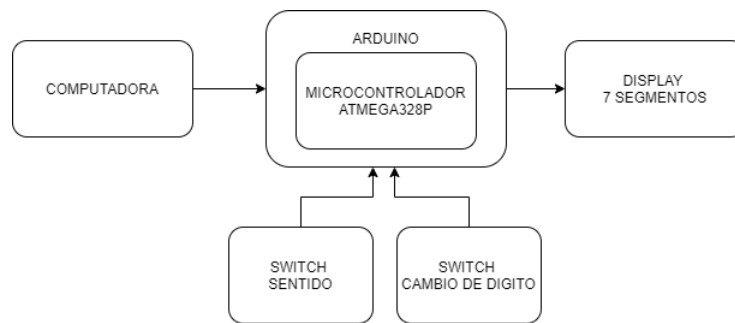 ARDUINO
COMPUTADORA
MICROCONTROLADOR
ATMEGA328P
DISPLAY
7 SEGMENTOS
SWITCH
SENTIDO
SWITCH
CAMBIO DE DIGITO